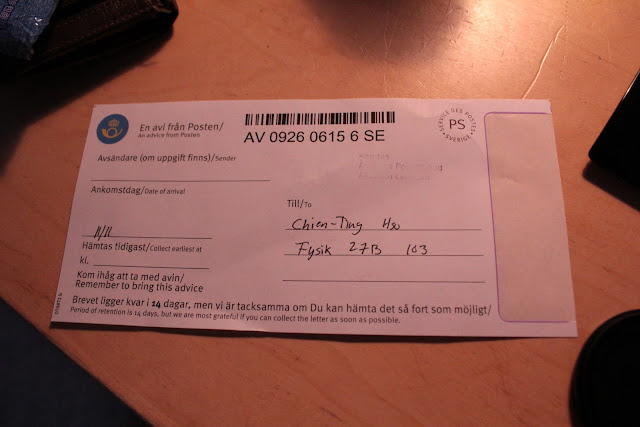 En avi från Posten/
An advice from Posten
AV 0926 0615 6 SE
SERVICE DES POSTES
PS
SVERIGE
Avsändare (om uppgift finns)/Sender
Ankomstdag/Date of arrival
11/11
Hämtas tidigast/Collect earliest at
kl.
Kom ihåg att ta med avin/
Remember to bring this advice
Till/To
Chien-Ting
Fysik 27B 103
Brevet ligger kvar i 14 dagar, men vi är tacksamma om Du kan hämta det så fort som möjligt/
Period of retention is 14 days, but we are most grateful if you can collect the letter as soon as possible.